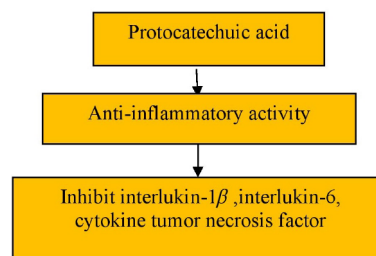 Protocatechuic acid
Anti-inflammatory activity
Inhibit interlukin-1β ,interlukin-6,
cytokine tumor necrosis factor